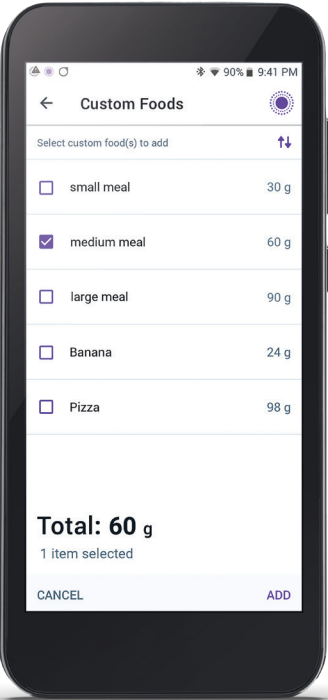 90% 9:41 PM
Custom Foods
Select custom food(s) to add
small meal 30 g
medium meal 60 g
large meal 90 g
Banana 24 g
Pizza 98 g
Total: 60 g
1 item selected
CANCEL ADD